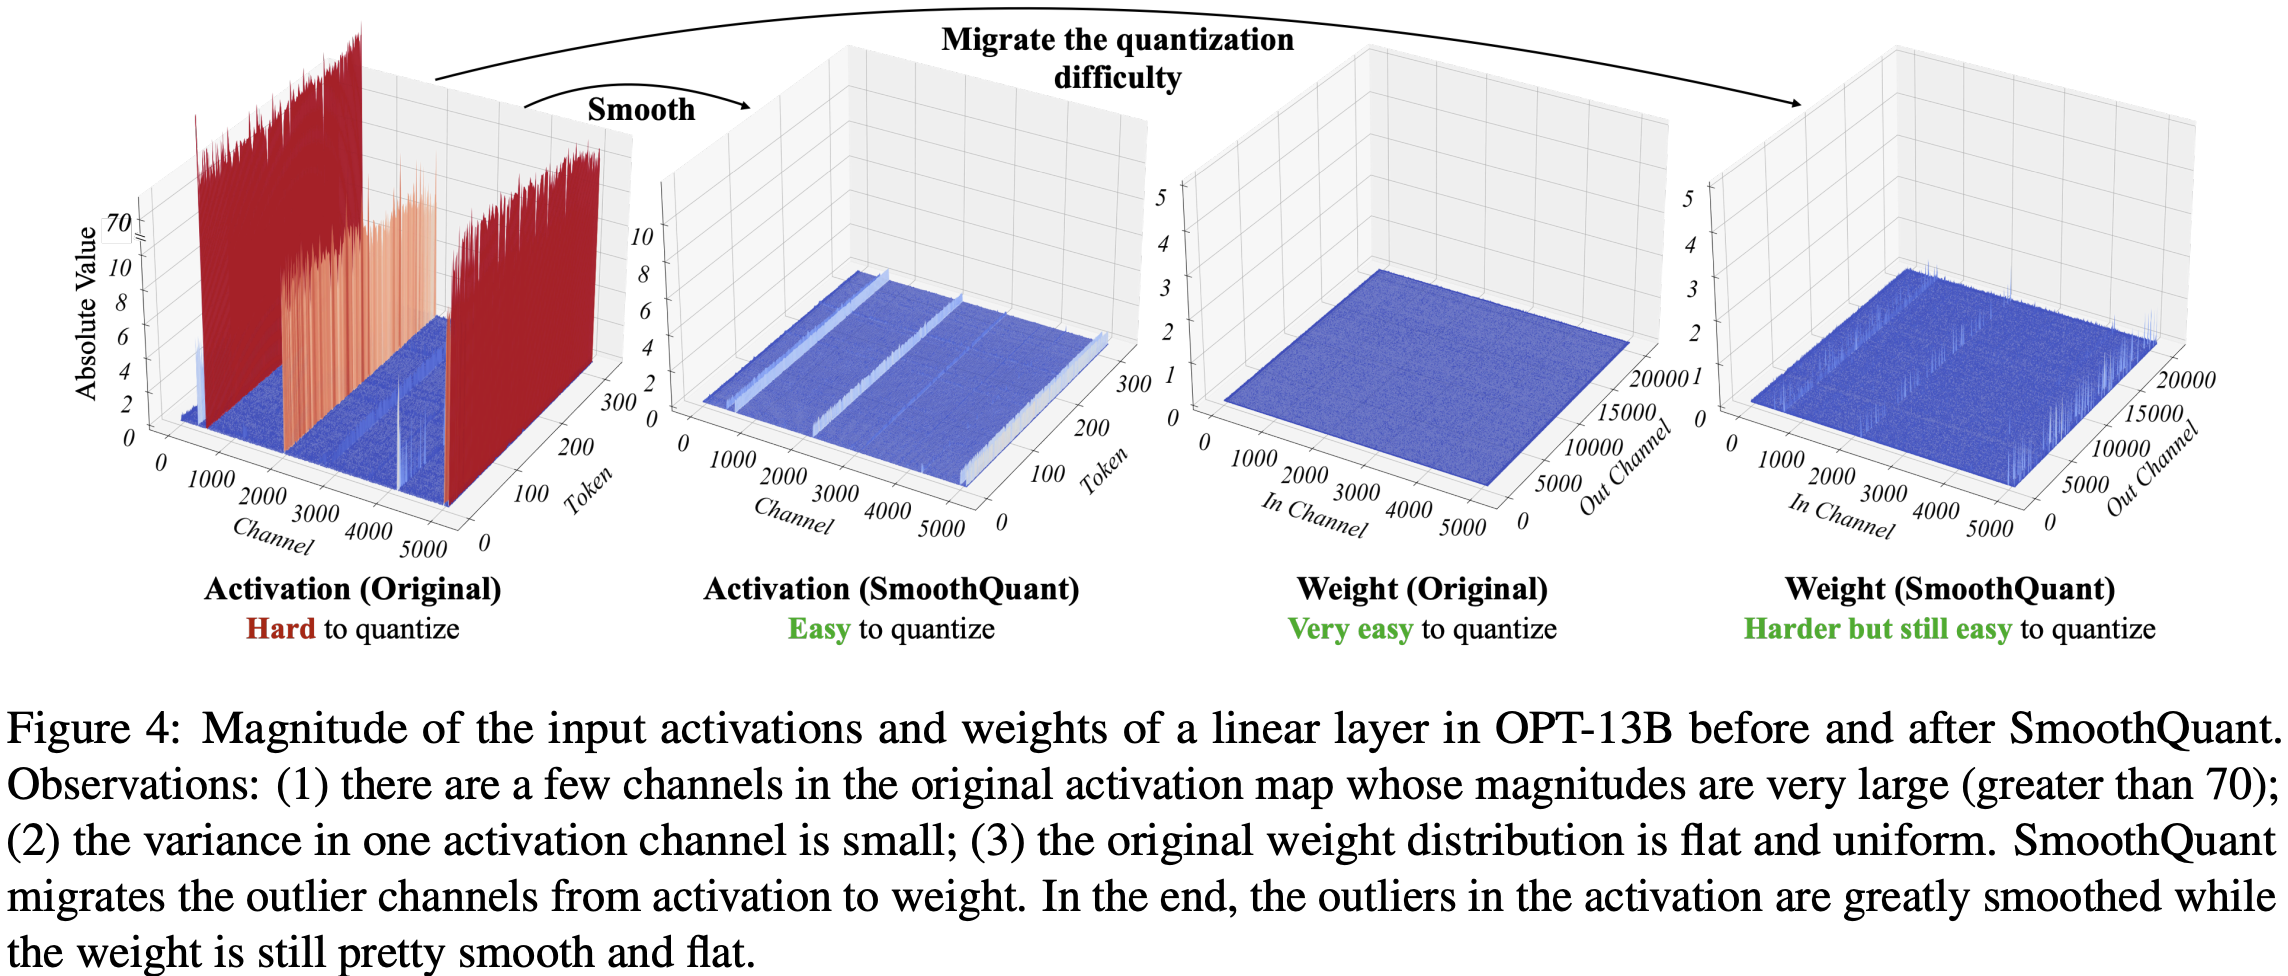 Migrate the quantization
difficulty
Smooth
Absolute Value
70
10
8
6
4
2
0
0
1000
2000
3000
4000
5000
Channel
0
100
200
300
Token
10
8
6
4
2
0
0
1000
2000
3000
4000
5000
Channel
0
100
200
300
Token
5
4
3
2
1
0
0
1000
2000
3000
4000
5000
In Channel
0
5000
10000
15000
20000
Out Channel
5
4
3
2
1
0
0
1000
2000
3000
4000
5000
In Channel
0
5000
10000
15000
20000
Out Channel
Activation (Original)
Hard to quantize
Activation (SmoothQuant)
Easy to quantize
Weight (Original)
Very easy to quantize
Weight (SmoothQuant)
Harder but still easy to quantize
Figure 4: Magnitude of the input activations and weights of a linear layer in OPT-13B before and after SmoothQuant.
Observations: (1) there are a few channels in the original activation map whose magnitudes are very large (greater than 70);
(2) the variance in one activation channel is small; (3) the original weight distribution is flat and uniform. SmoothQuant
migrates the outlier channels from activation to weight. In the end, the outliers in the activation are greatly smoothed while
the weight is still pretty smooth and flat.